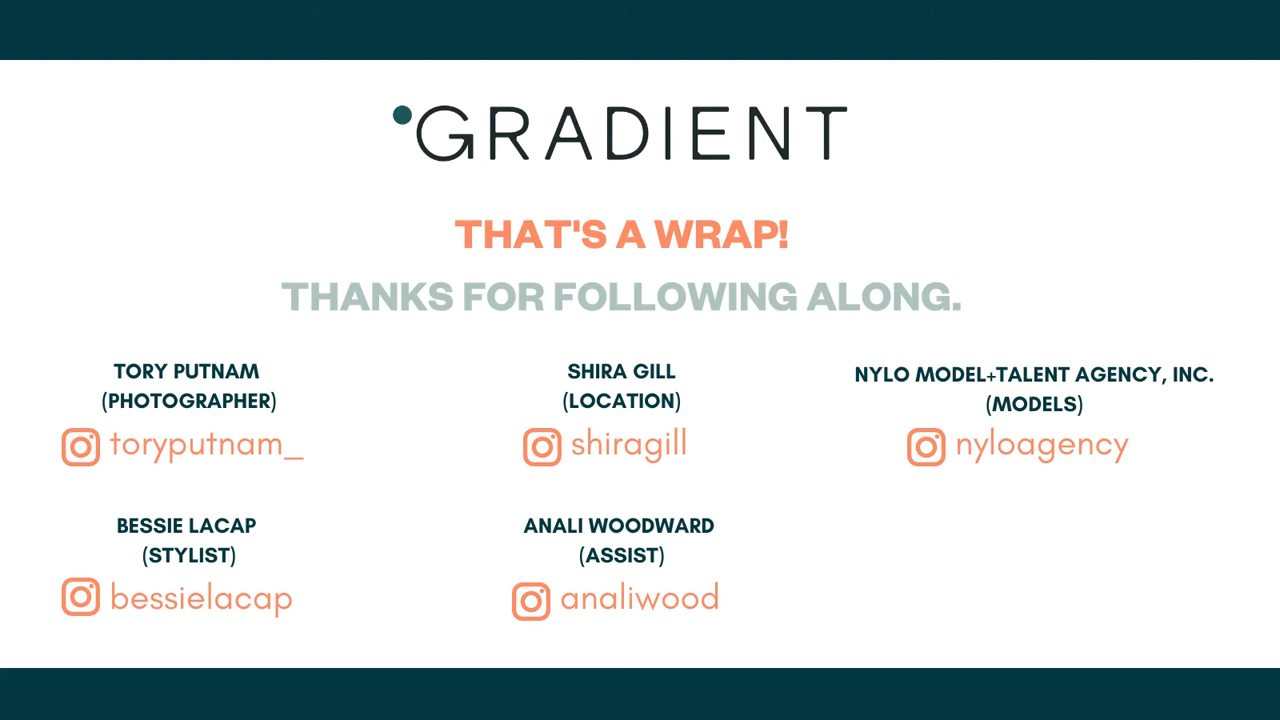 GRADIENT
THAT'S A WRAP!
THANKS FOR FOLLOWING ALONG.
TORY PUTNAM
(PHOTOGRAPHER)
toryputnam_
SHIRA GILL
(LOCATION)
shiragill
NYLO MODEL+TALENT AGENCY, INC.
(MODELS)
nyloagency
BESSIE LACAP
(STYLIST)
bessielacap
ANALI WOODWARD
(ASSIST)
analiwood